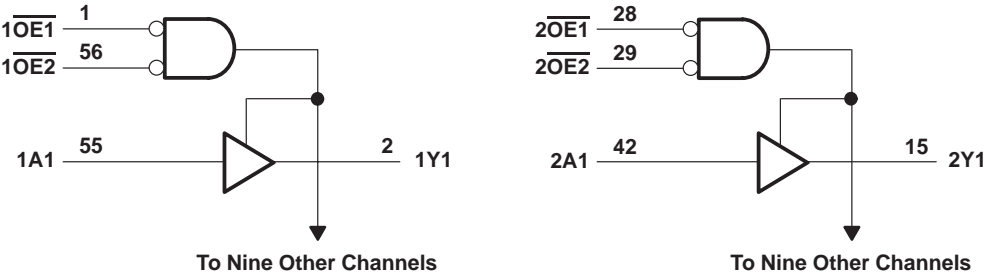 1OE1 1
1OE2 56
1A1 55
2 1Y1
To Nine Other Channels
2OE1 28
2OE2 29
2A1 42
15 2Y1
To Nine Other Channels